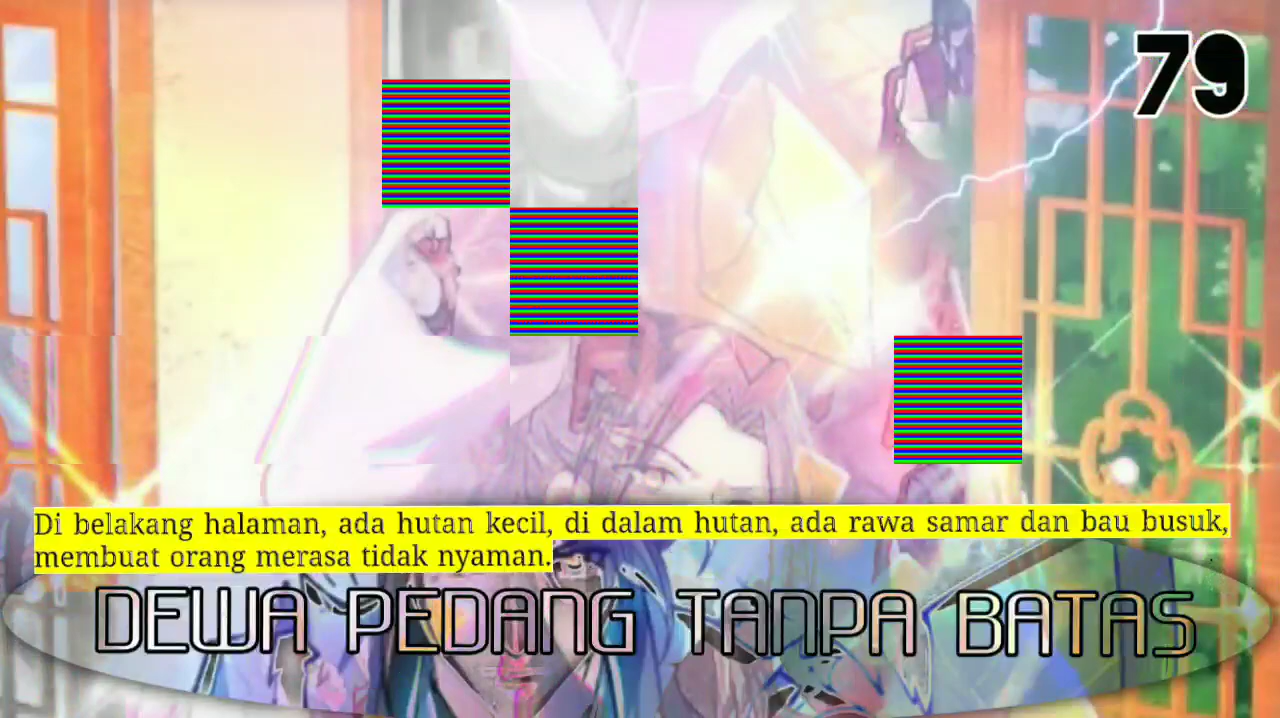 79
Di belakang halaman, ada hutan kecil, di dalam hutan, ada rawa samar dan bau busuk,
membuat orang merasa tidak nyaman.
DEWA PEDANG TANPA BATAS